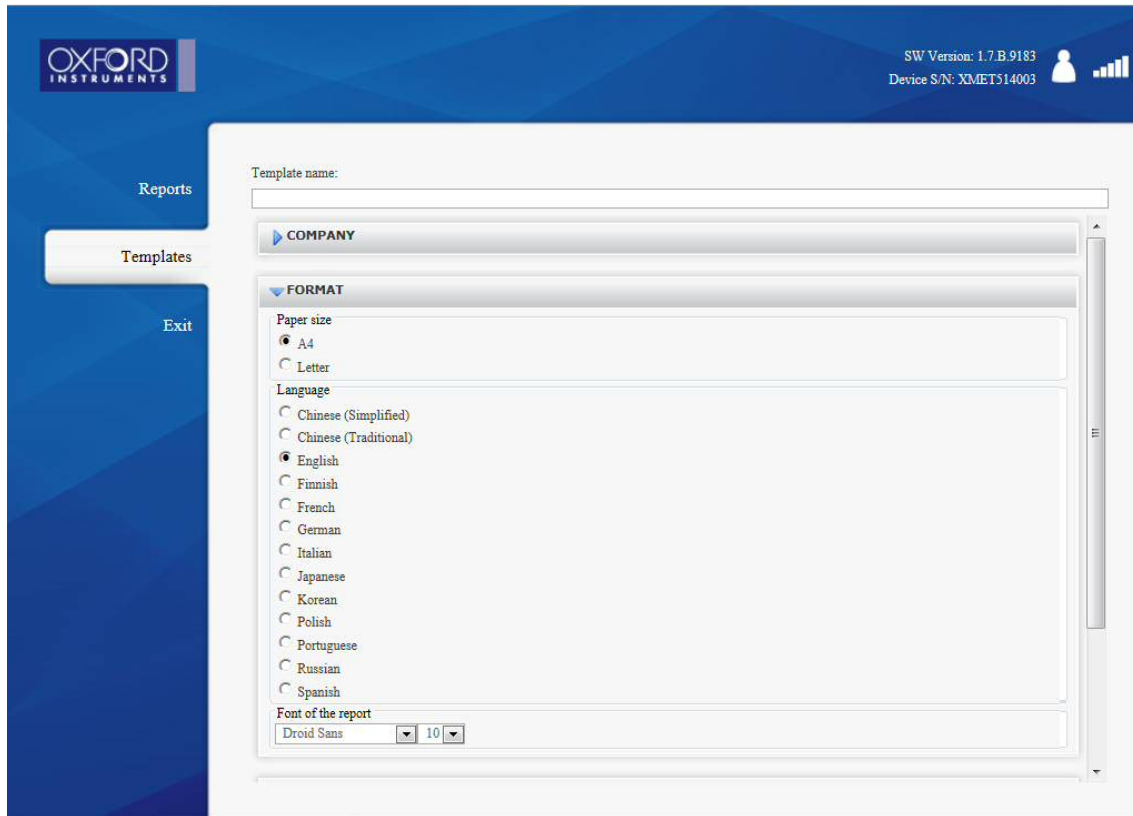 OXFORD
INSTRUMENTS
SW Version: 1.7.B.9183
Device S/N: XMET514003
Reports
Templates
Exit
Template name:
COMPANY
FORMAT
Paper size
A4
Letter
Language
Chinese (Simplified)
Chinese (Traditional)
English
Finnish
French
German
Italian
Japanese
Korean
Polish
Portuguese
Russian
Spanish
Font of the report
Droid Sans 10